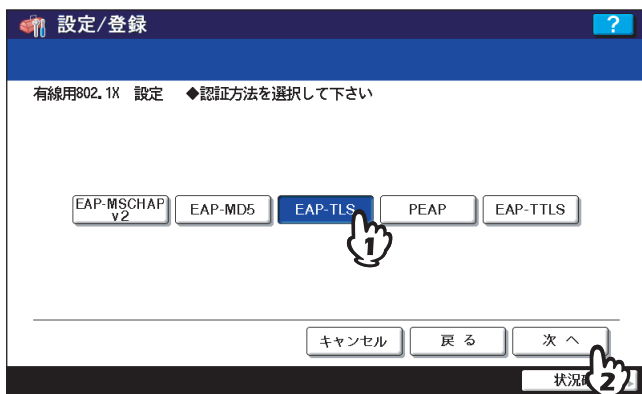 設定/登録
?
有線用802.1X 設定 ◆認証方法を選択して下さい
EAP-MSCHAP
v2
EAP-MD5
EAP-TLS
PEAP
EAP-TTLS
1
キャンセル
戻る
次へ
状況
2